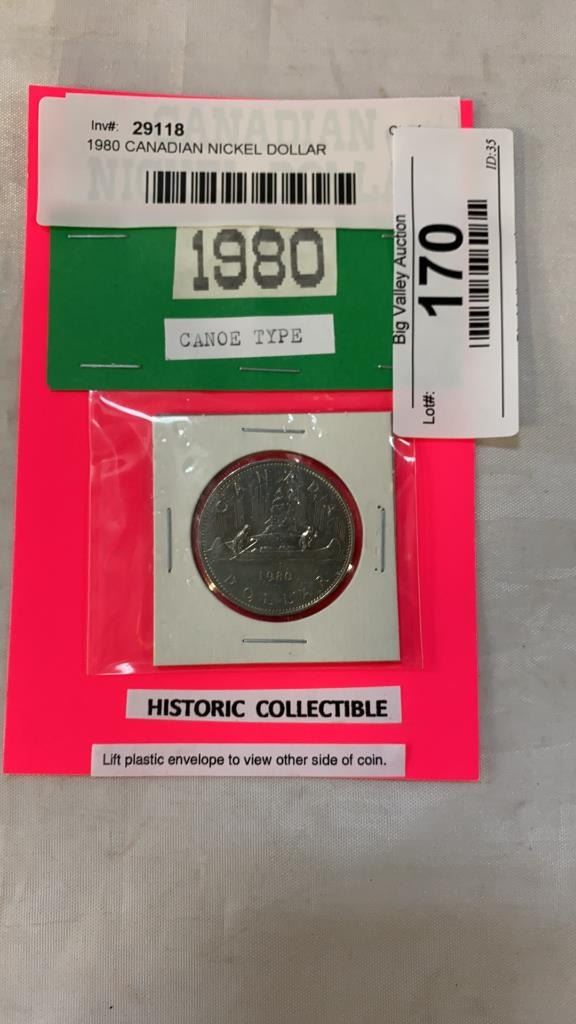 Inv#: 29118
1980 CANADIAN NICKEL DOLLAR
CANADIAN
1980
CANOE TYPE
Big Valley Auction
170
Lot#:
ID:35
CANADA
1980
DOLLAR
HISTORIC COLLECTIBLE
Lift plastic envelope to view other side of coin.